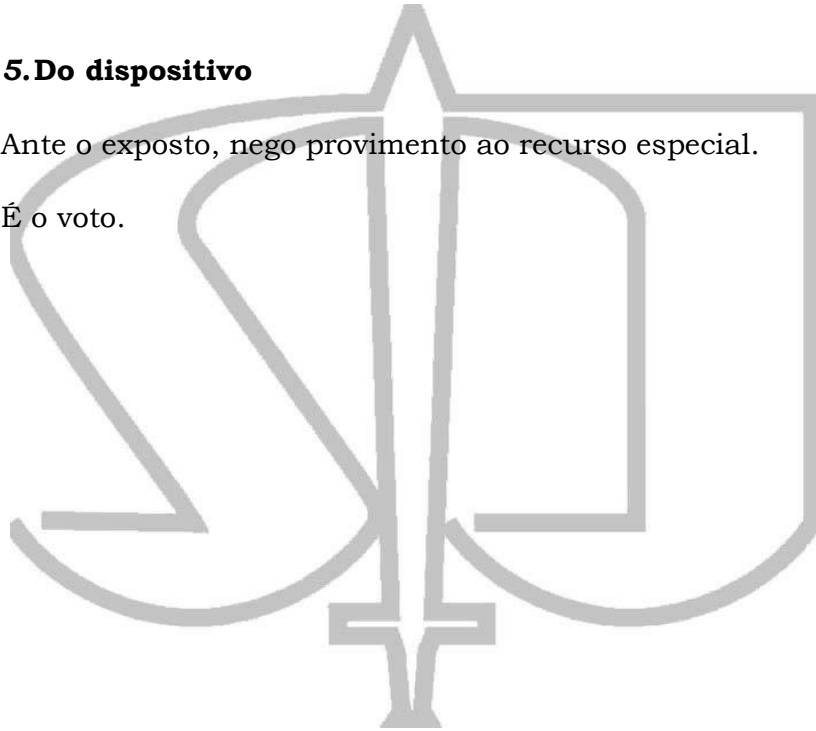 5.Do dispositivo
Ante o exposto, nego provimento ao recurso especial.
É o voto.